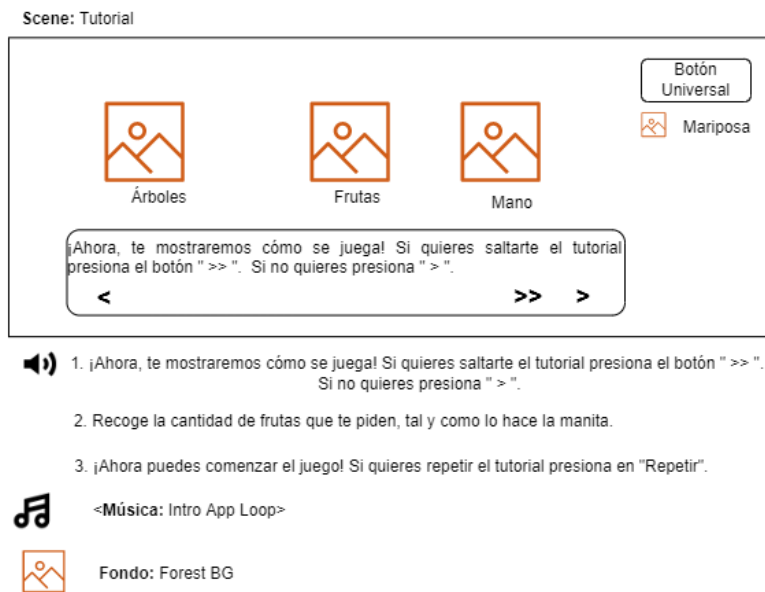 Scene: Tutorial
Botón
Universal
Mariposa
Árboles
Frutas
Mano
¡Ahora, te mostraremos cómo se juega! Si quieres saltarte el tutorial
presiona el botón " >> ". Si no quieres presiona " > ".
< >> >
1. ¡Ahora, te mostraremos cómo se juega! Si quieres saltarte el tutorial presiona el botón " >> ".
Si no quieres presiona " > ".
2. Recoge la cantidad de frutas que te piden, tal y como lo hace la manita.
3. ¡Ahora puedes comenzar el juego! Si quieres repetir el tutorial presiona en "Repetir".
<Música: Intro App Loop>
Fondo: Forest BG